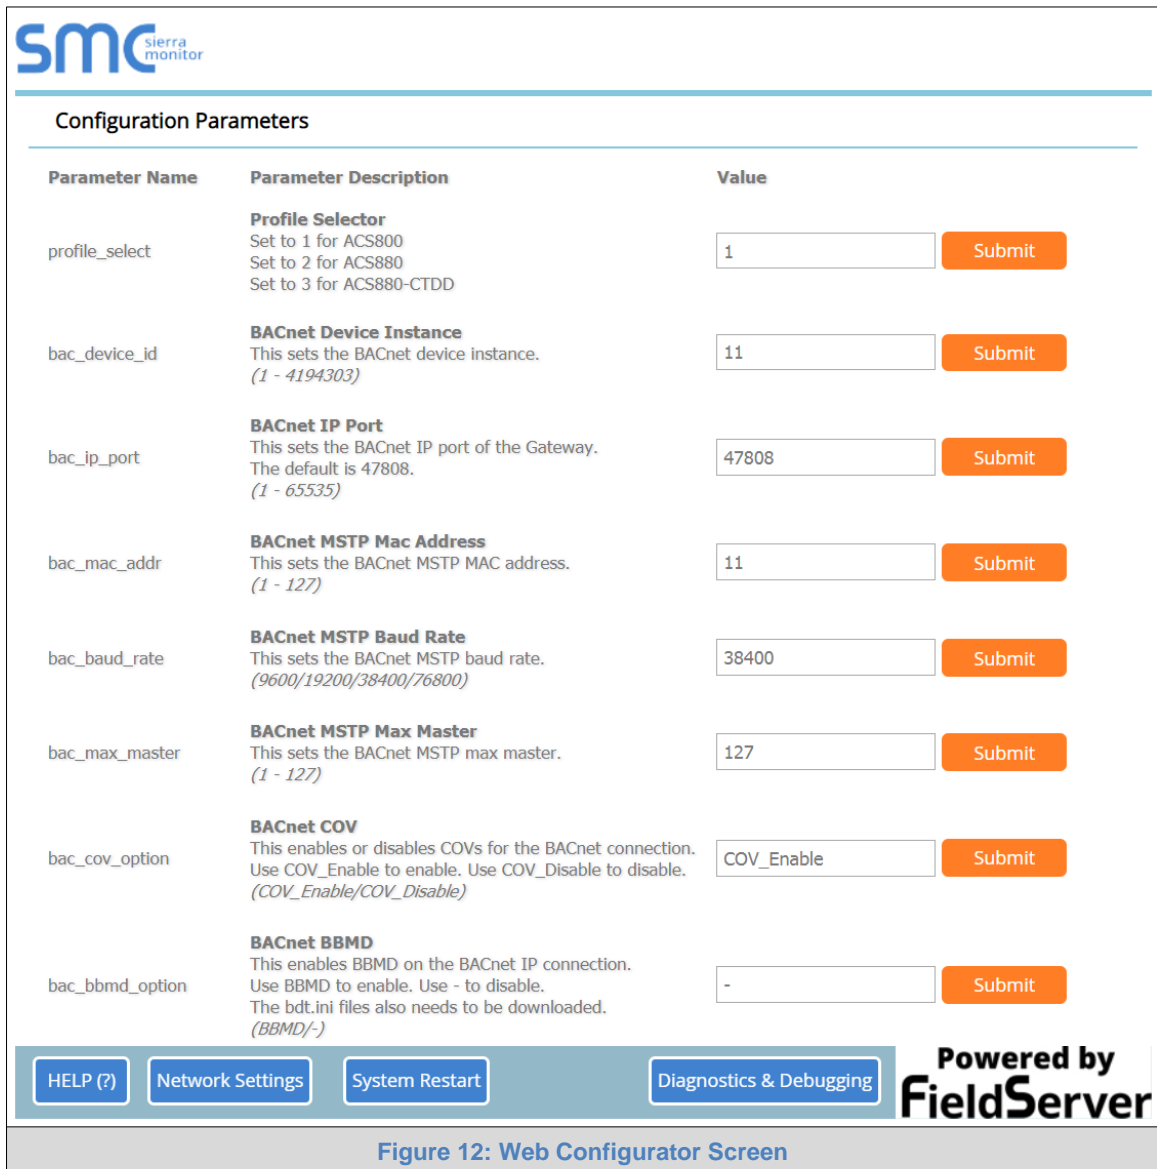 SMC sierra monitor
Configuration Parameters
Parameter Name Parameter Description Value
profile_select
Profile Selector
Set to 1 for ACS800
Set to 2 for ACS880
Set to 3 for ACS880-CTDD
1 Submit
bac_device_id
BACnet Device Instance
This sets the BACnet device instance.
(1 - 4194303)
11 Submit
bac_ip_port
BACnet IP Port
This sets the BACnet IP port of the Gateway.
The default is 47808.
(1 - 65535)
47808 Submit
bac_mac_addr
BACnet MSTP Mac Address
This sets the BACnet MSTP MAC address.
(1 - 127)
11 Submit
bac_baud_rate
BACnet MSTP Baud Rate
This sets the BACnet MSTP baud rate.
(9600/19200/38400/76800)
38400 Submit
bac_max_master
BACnet MSTP Max Master
This sets the BACnet MSTP max master.
(1 - 127)
127 Submit
bac_cov_option
BACnet COV
This enables or disables COVs for the BACnet connection.
Use COV_Enable to enable. Use COV_Disable to disable.
(COV_Enable/COV_Disable)
COV_Enable Submit
bac_bbmd_option
BACnet BBMD
This enables BBMD on the BACnet IP connection.
Use BBMD to enable. Use - to disable.
The bdt.ini files also needs to be downloaded.
(BBMD/-)
- Submit
HELP (?) Network Settings System Restart Diagnostics & Debugging
Powered by
FieldServer
Figure 12: Web Configurator Screen